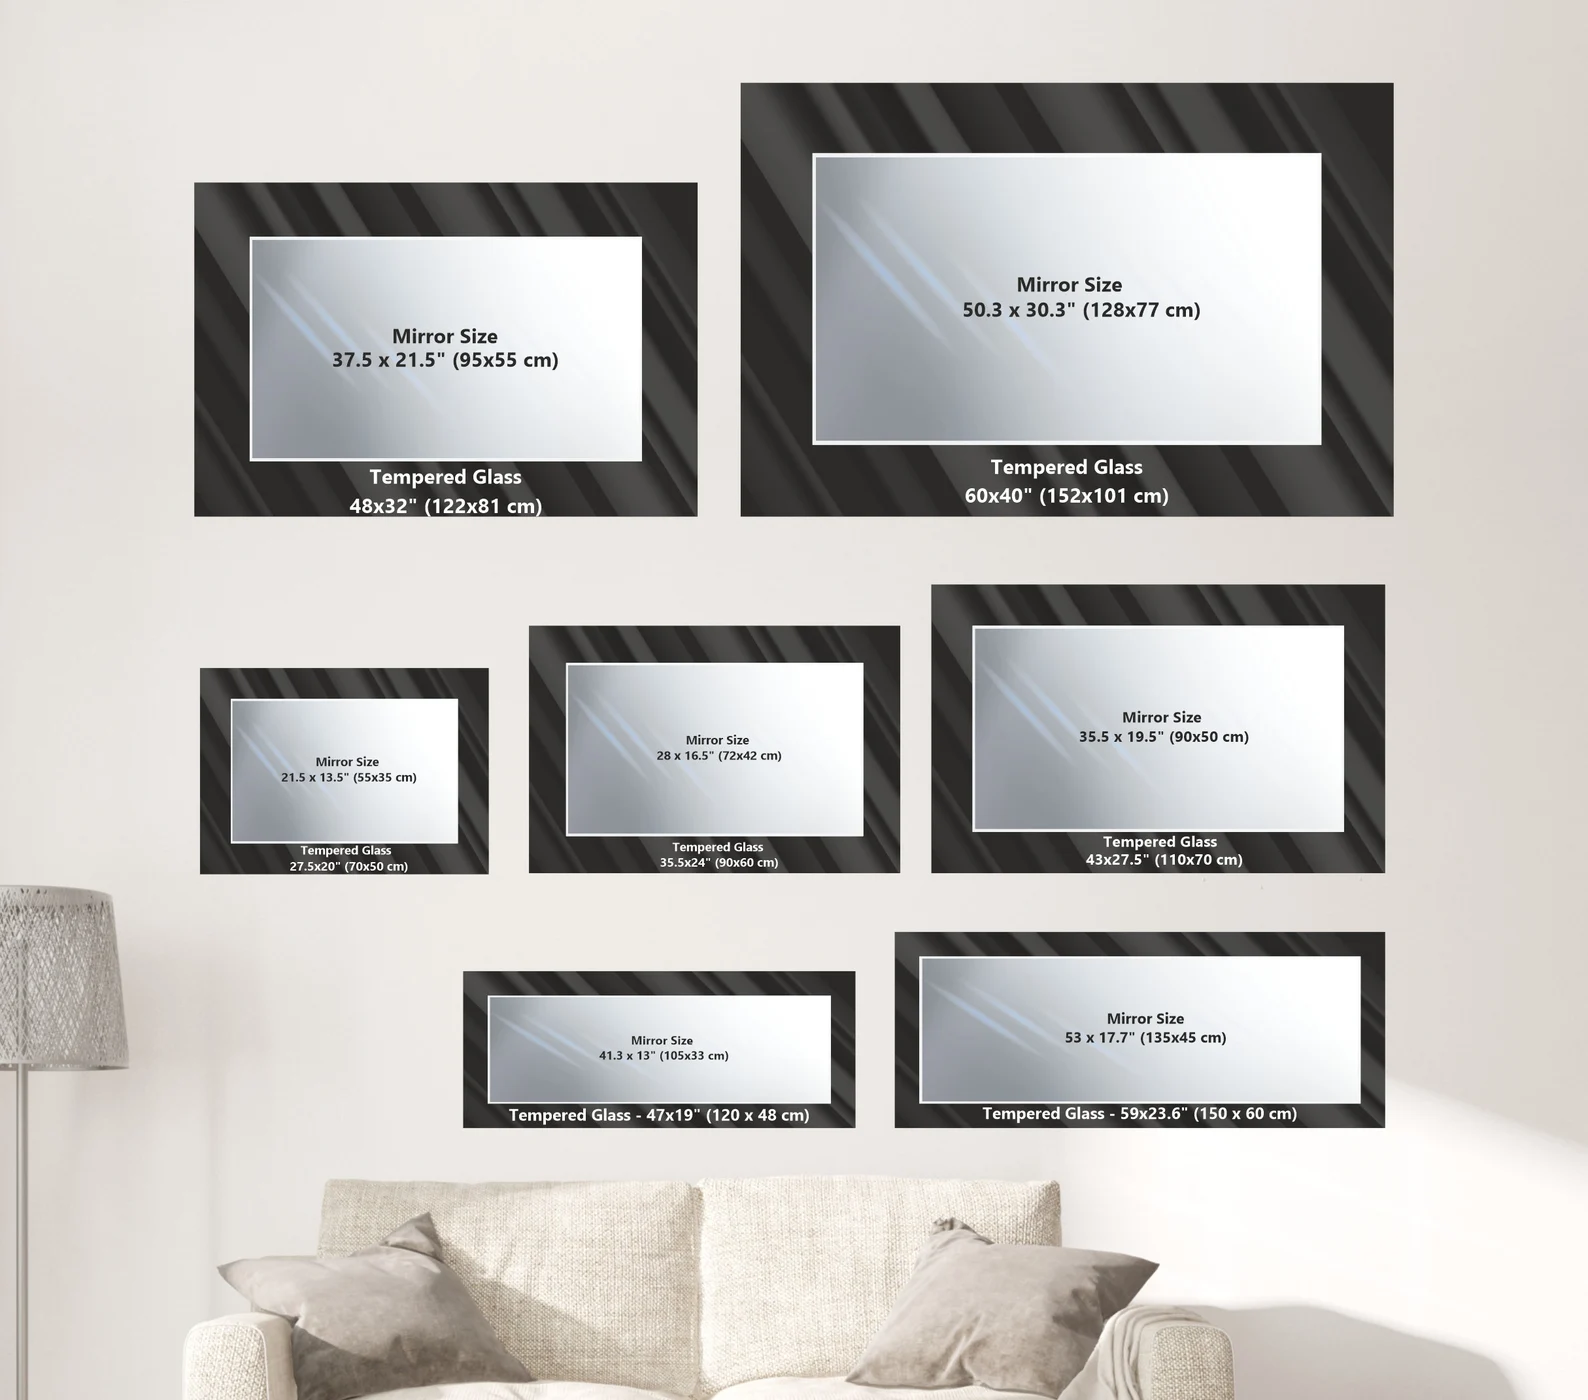 Mirror Size
37.5 x 21.5" (95x55 cm)
Tempered Glass
48x32" (122x81 cm)
Mirror Size
50.3 x 30.3" (128x77 cm)
Tempered Glass
60x40" (152x101 cm)
Mirror Size
21.5 x 13.5" (55x35 cm)
Tempered Glass
27.5x20" (70x50 cm)
Mirror Size
28 x 16.5" (72x42 cm)
Tempered Glass
35.5x24" (90x60 cm)
Mirror Size
35.5 x 19.5" (90x50 cm)
Tempered Glass
43x27.5" (110x70 cm)
Mirror Size
41.3 x 13" (105x33 cm)
Tempered Glass - 47x19" (120 x 48 cm)
Mirror Size
53 x 17.7" (135x45 cm)
Tempered Glass - 59x23.6" (150 x 60 cm)